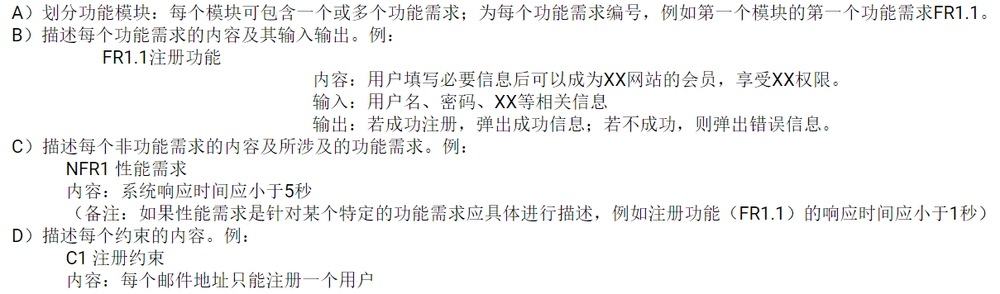 A）划分功能模块：每个模块可包含一个或多个功能需求；为每个功能需求编号，例如第一个模块的第一个功能需求FR1.1。
B）描述每个功能需求的内容及其输入输出。例：
FR1.1注册功能
内容：用户填写必要信息后可以成为XX网站的会员，享受XX权限。
输入：用户名、密码、XX等相关信息
输出：若成功注册，弹出成功信息；若不成功，则弹出错误信息。
C）描述每个非功能需求的内容及所涉及的功能需求。例：
NFR1 性能需求
内容：系统响应时间应小于5秒
（备注：如果性能需求是针对某个特定的功能需求应具体进行描述，例如注册功能（FR1.1）的响应时间应小于1秒）
D）描述每个约束的内容。例：
C1 注册约束
内容：每个邮件地址只能注册一个用户